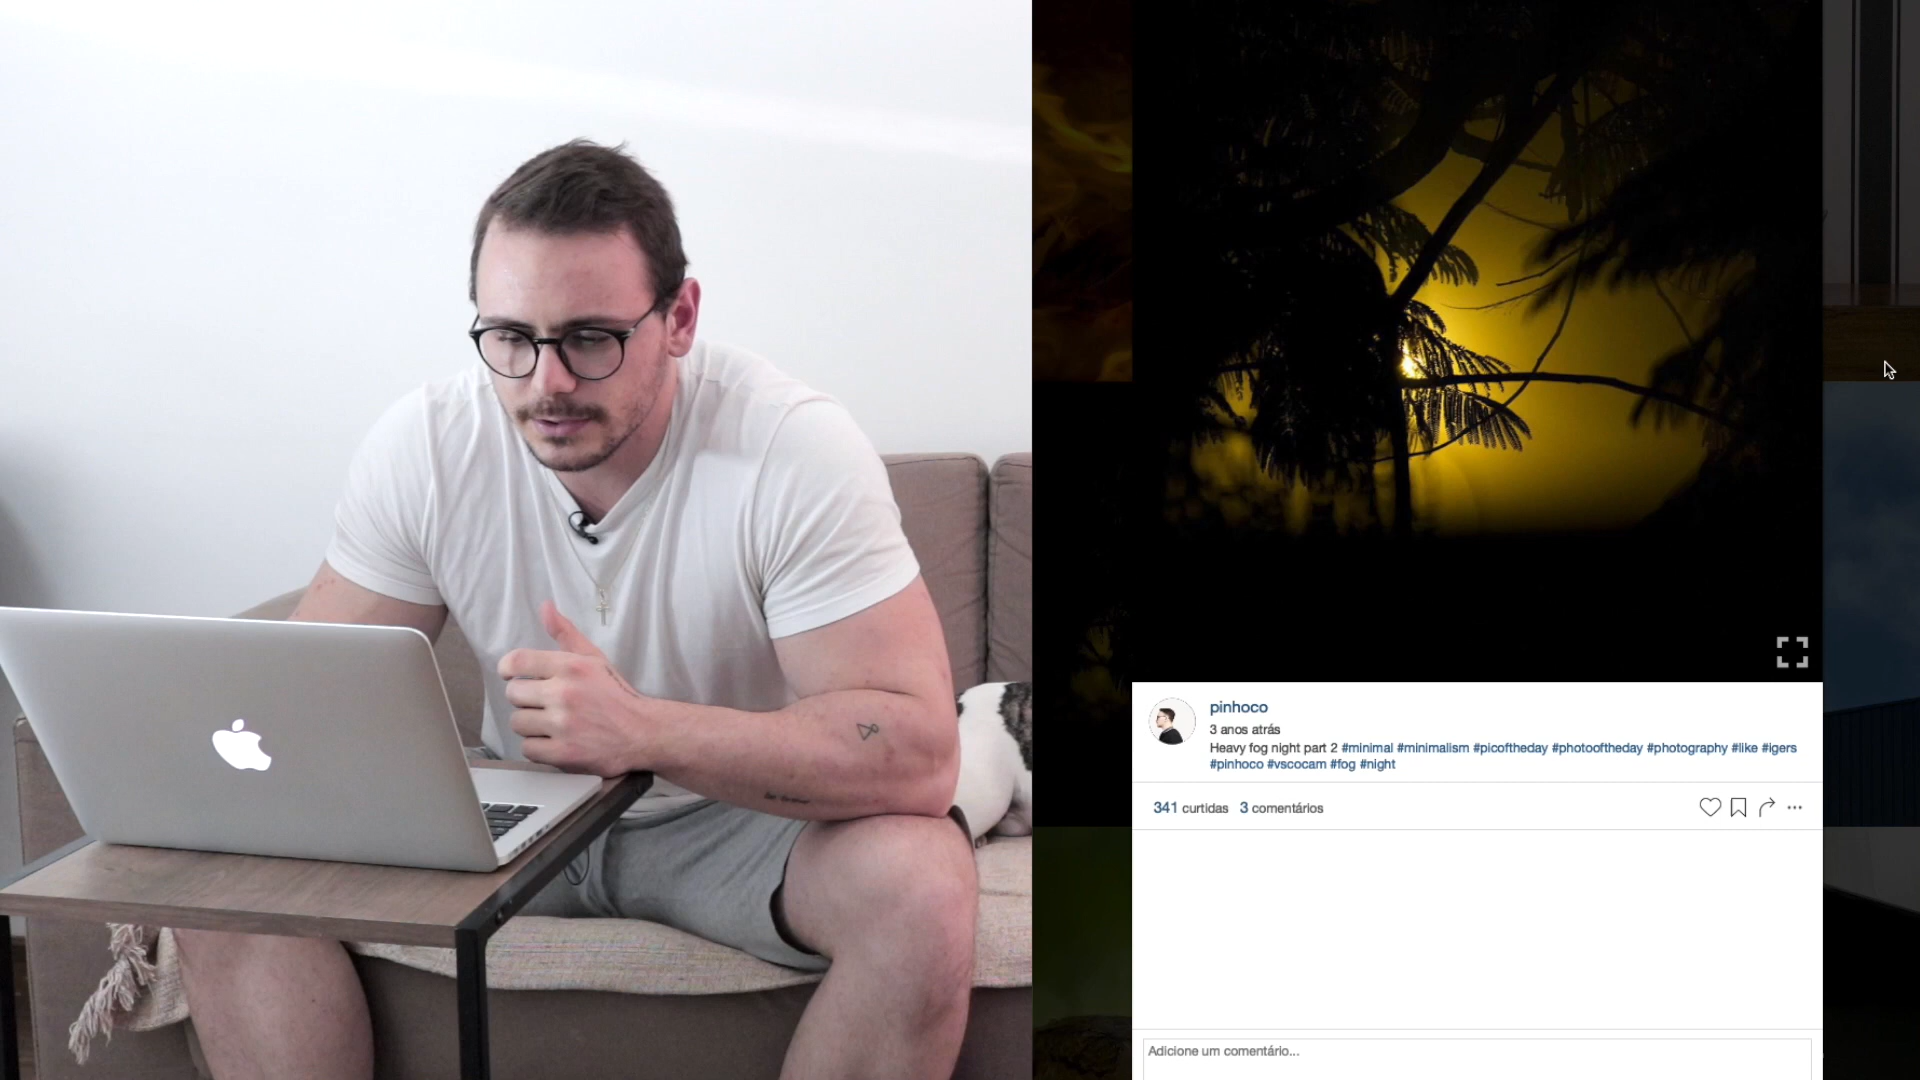 pinhoco
3 anos atrás
Heavy fog night part 2 #minimal #minimalism #picoftheday #photooftheday #photography #like #igers
#pinhoco #vscocam #fog #night
341 curtidas 3 comentários
Adicione um comentário...